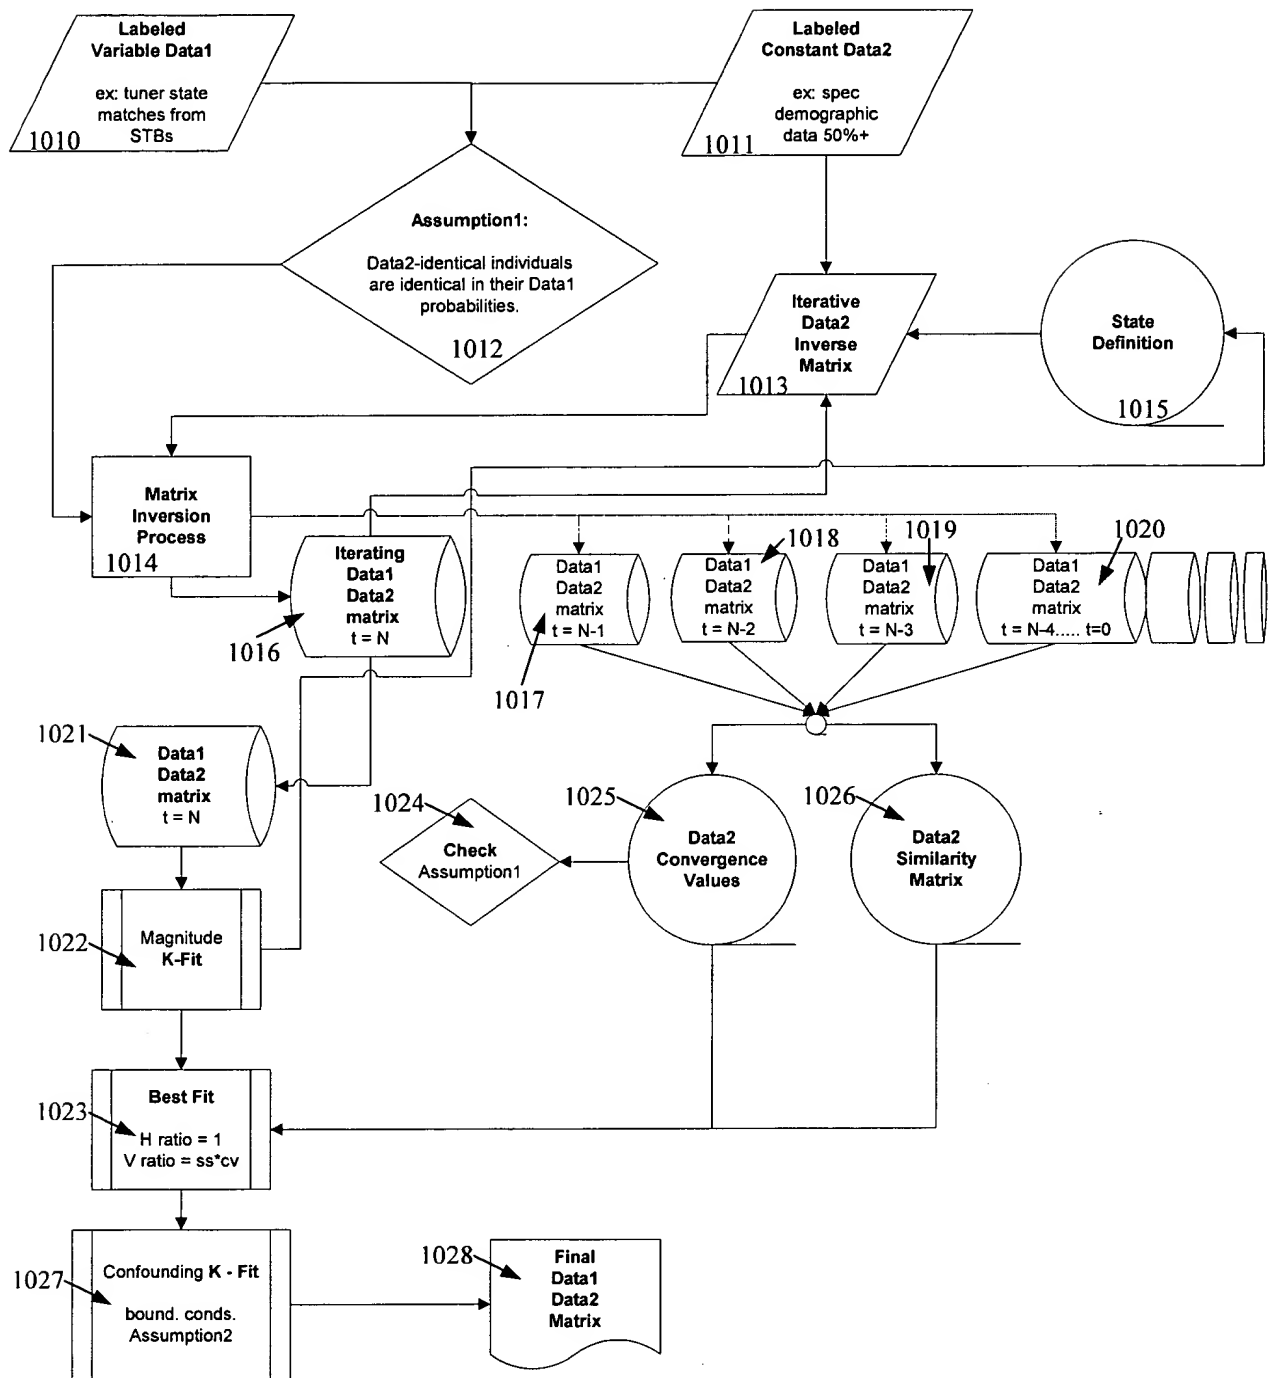 Labeled
Variable Data1
ex: tuner state
matches from
STBs
1010
Labeled
Constant Data2
ex: spec
demographic
data 50%+
1011
Assumption1:
Data2-identical individuals
are identical in their Data1
probabilities.
1012
Iterative
Data2
Inverse
Matrix
1013
State
Definition
1015
Matrix
Inversion
Process
1014
Iterating
Data1
Data2
matrix
t = N
1016
Data1
Data2
matrix
t = N-1
1017
Data1
Data2
matrix
t = N-2
1018
Data1
Data2
matrix
t = N-3
1019
Data1
Data2
matrix
t = N-4..... t=0
1020
1021
Data1
Data2
matrix
t = N
1024
Check
Assumption1
1025
Data2
Convergence
Values
1026
Data2
Similarity
Matrix
1022
Magnitude
K-Fit
1023
Best Fit
H ratio = 1
V ratio = ss*cv
1027
Confounding K - Fit
bound. conds.
Assumption2
1028
Final
Data1
Data2
Matrix